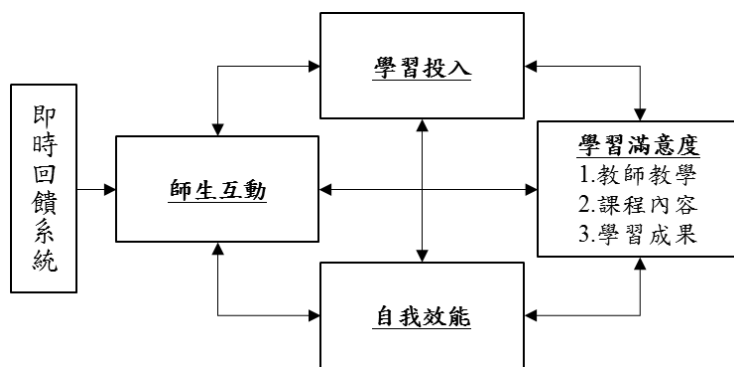 即時回饋系統
學習投入
師生互動
學習滿意度
1.教師教學
2.課程內容
3.學習成果
自我效能